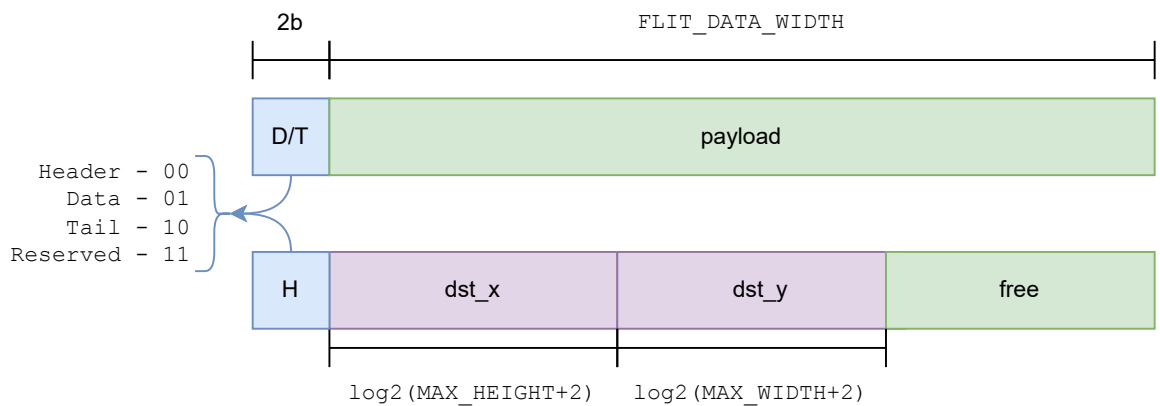 2b
FLIT_DATA_WIDTH
D/T
payload
Header - 00
Data - 01
Tail - 10
Reserved - 11
H
dst_x
dst_y
free
log2(MAX_HEIGHT+2)
log2(MAX_WIDTH+2)